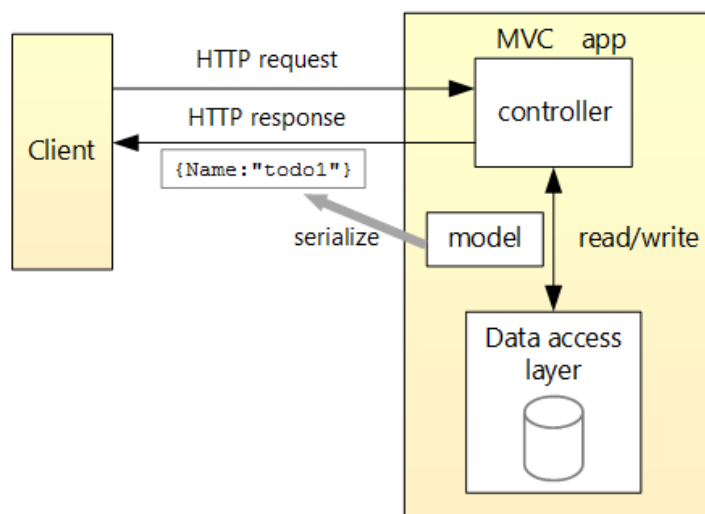 MVC app
HTTP request
controller
HTTP response
Client
{Name:"todo1"}
serialize
model
read/write
Data access
layer